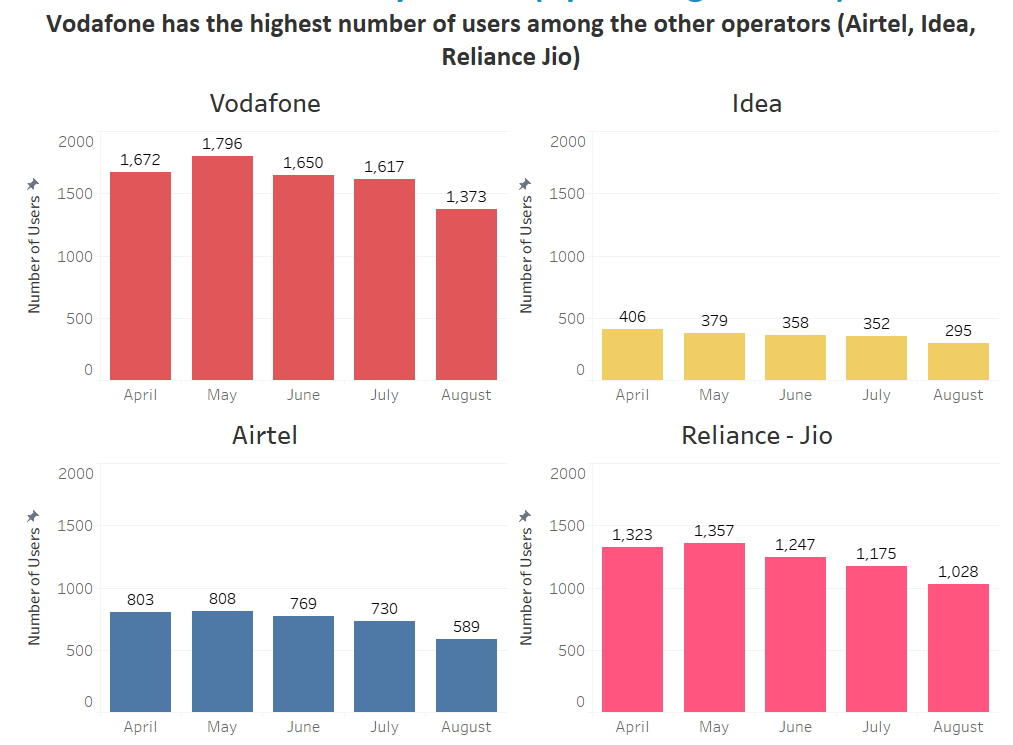 Vodafone has the highest number of users among the other operators (Airtel, Idea,
Reliance Jio)
Vodafone
Number of Users
2000
1500
1000
500
0
1,672
1,796
1,650
1,617
1,373
April
May
June
July
August
Idea
Number of Users
2000
1500
1000
500
0
406
379
358
352
295
April
May
June
July
August
Airtel
Number of Users
2000
1500
1000
500
0
803
808
769
730
589
April
May
June
July
August
Reliance - Jio
Number of Users
2000
1500
1000
500
0
1,323
1,357
1,247
1,175
1,028
April
May
June
July
August